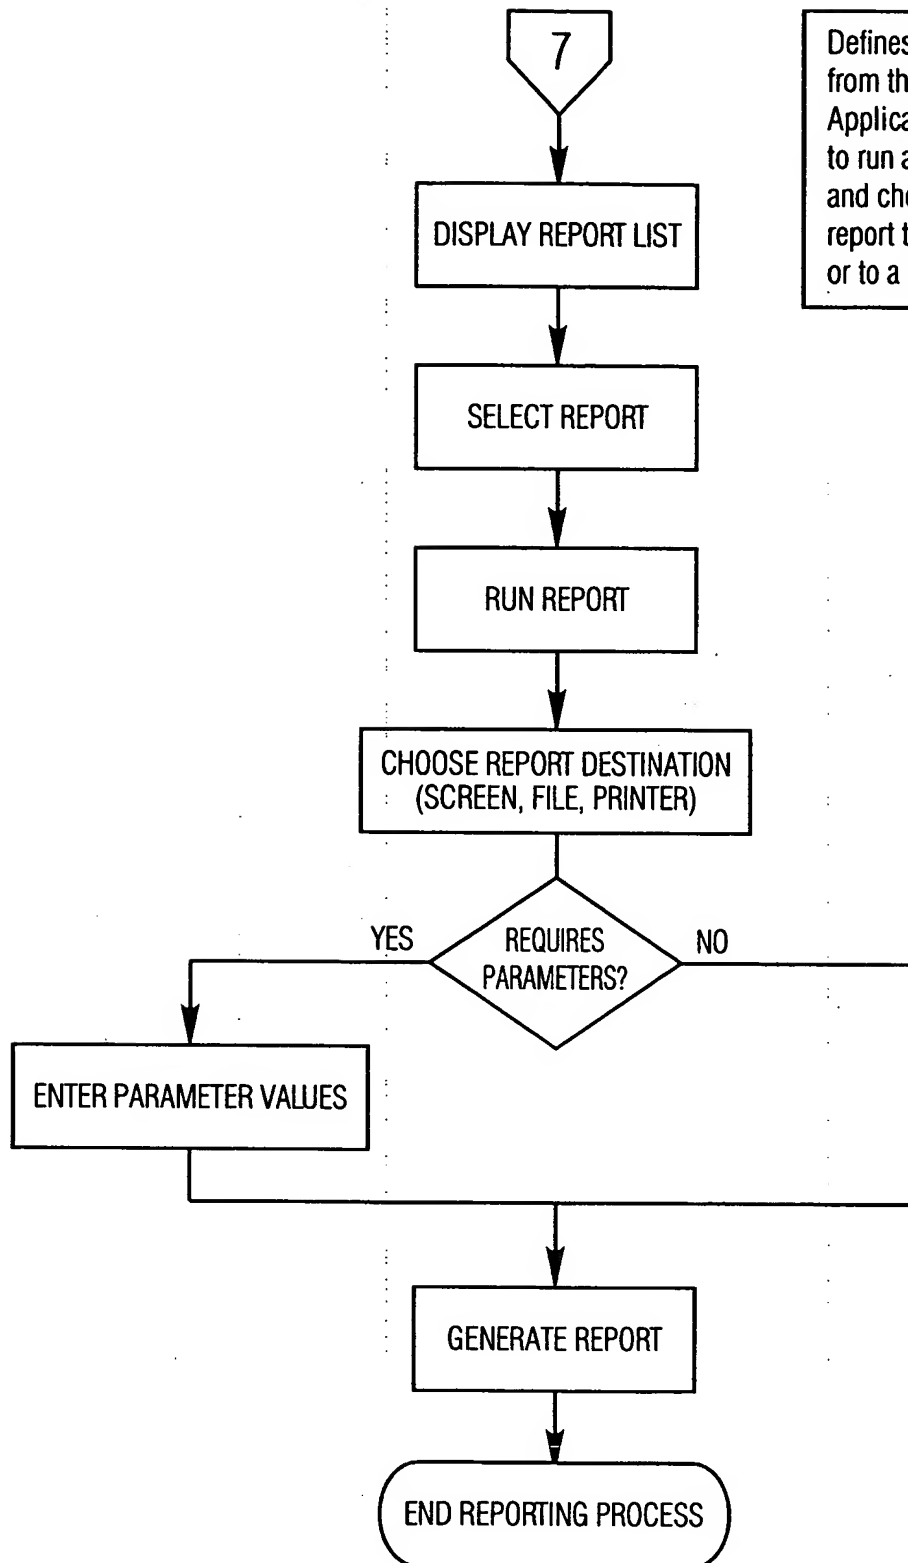 7
Defines
from th
Applica
to run a
and cho
report t
or to a
DISPLAY REPORT LIST
SELECT REPORT
RUN REPORT
CHOOSE REPORT DESTINATION
(SCREEN, FILE, PRINTER)
YES
REQUIRES
PARAMETERS?
NO
ENTER PARAMETER VALUES
GENERATE REPORT
END REPORTING PROCESS